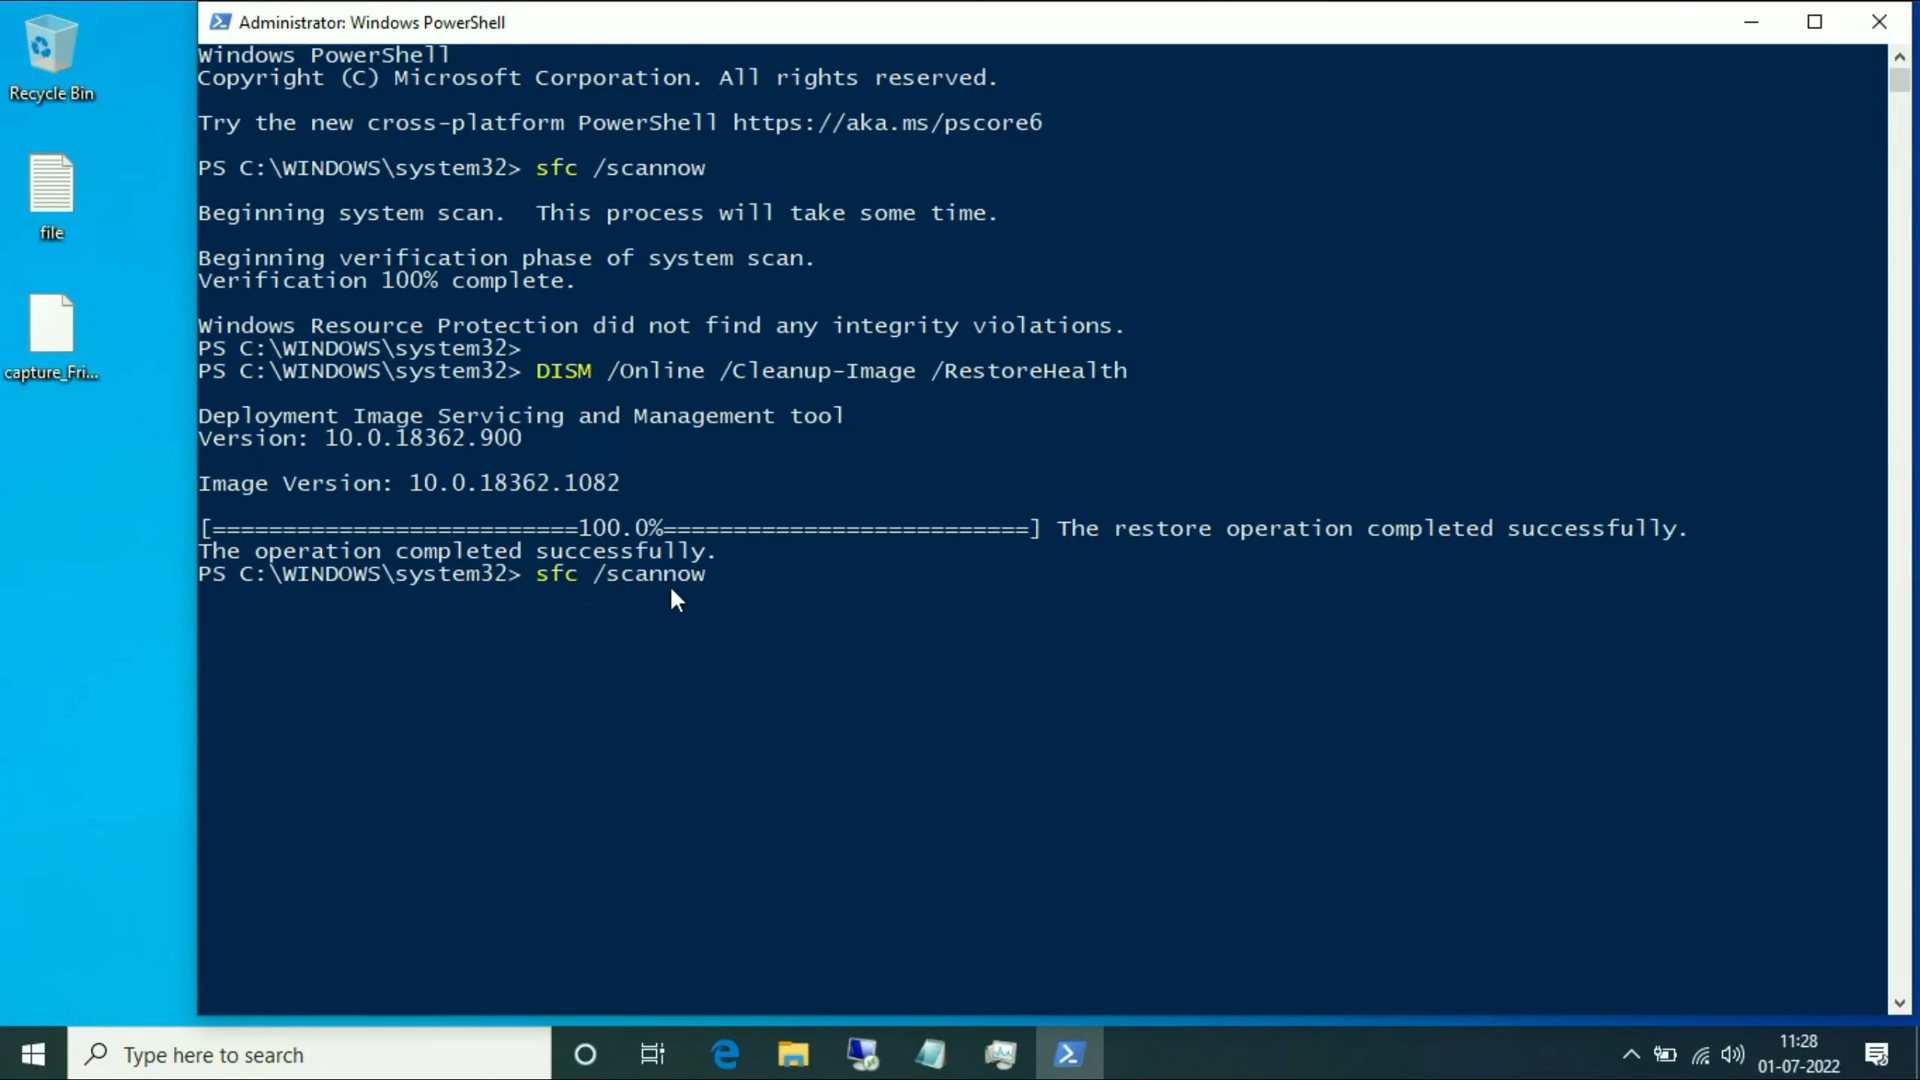 Administrator: Windows PowerShell
Recycle Bin
file
capture_Fri...
Windows PowerShell
Copyright (C) Microsoft Corporation. All rights reserved.
Try the new cross-platform PowerShell https://aka.ms/pscore6
PS C:\WINDOWS\system32> sfc /scannow
Beginning system scan.  This process will take some time.
Beginning verification phase of system scan.
Verification 100% complete.
Windows Resource Protection did not find any integrity violations.
PS C:\WINDOWS\system32>
PS C:\WINDOWS\system32> DISM /Online /Cleanup-Image /RestoreHealth
Deployment Image Servicing and Management tool
Version: 10.0.18362.900
Image Version: 10.0.18362.1082
[==========================100.0%==========================] The restore operation completed successfully.
The operation completed successfully.
PS C:\WINDOWS\system32> sfc /scannow
Type here to search
11:28
01-07-2022